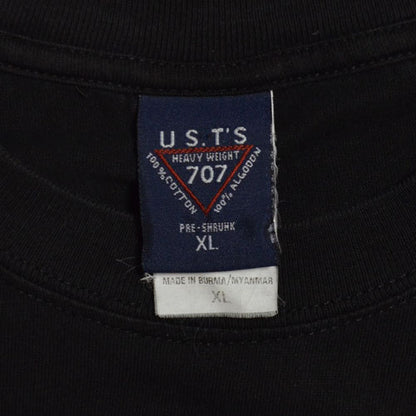 U.S.T'S
HEAVY WEIGHT
707
100% COTTON
100% ALGODON
PRE-SHRUNK
XL
MADE IN BURMA/MYANMAR
XL